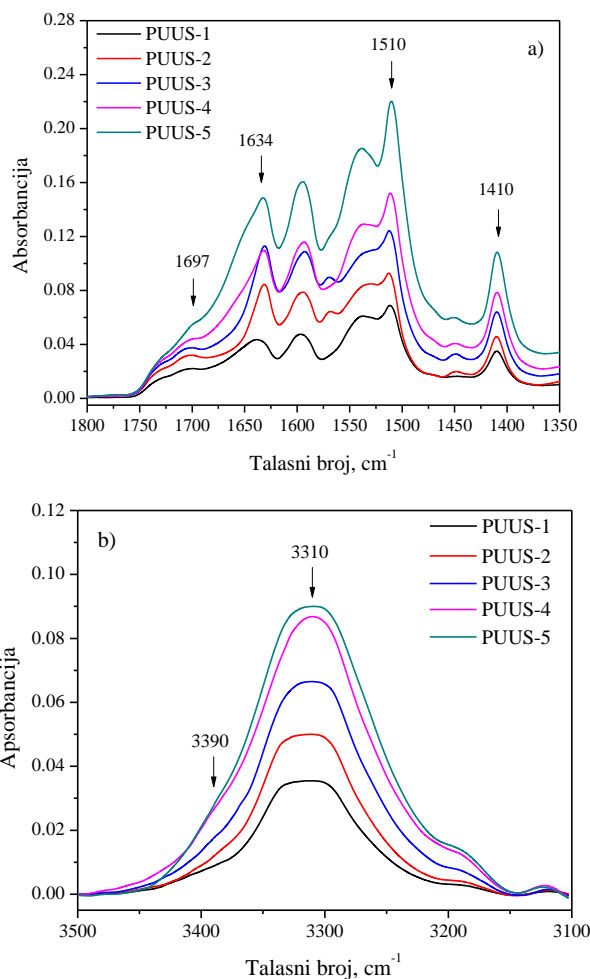 0.28
PUUS-1
a)
PUUS-2
1510
0.24
PUUS-3
PUUS-4
0.20
PUUS-5
1634
0.16
1410
Absorbancija
0.12
1697
0.08
0.04
0.00
1800 1750 1700 1650 1600 1550 1500 1450 1400 1350
Talasni broj, cm-1
0.12
b)
PUUS-1
3310
PUUS-2
0.10
PUUS-3
PUUS-4
0.08
PUUS-5
0.06
Apsorbancija
3390
0.04
0.02
0.00
3500 3400 3300 3200 3100
Talasni broj, cm-1